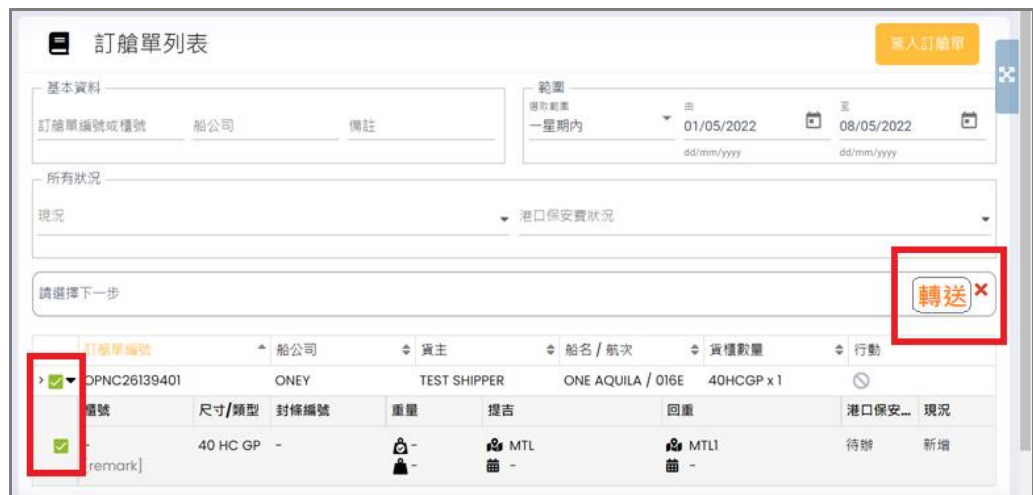 訂艙單列表
匯入訂艙單
基本資料
範圍
訂艙單編號或櫃號 船公司 備註
選取範圍 由 至
一星期內 01/05/2022 08/05/2022
dd/mm/yyyy dd/mm/yyyy
所有狀況
現況 港口保安費狀況
請選擇下一步 轉送
訂艙單編號 船公司 貨主 船名 / 航次 貨櫃數量 行動
OPNC26139401 ONEY TEST SHIPPER ONE AQUILA / 016E 40HCGP x 1
櫃號 尺寸/類型 封條編號 重量 提吉 回重 港口保安... 現況
- 40 HC GP - - MTL MTL1 待辦 新增
[remark] - - -